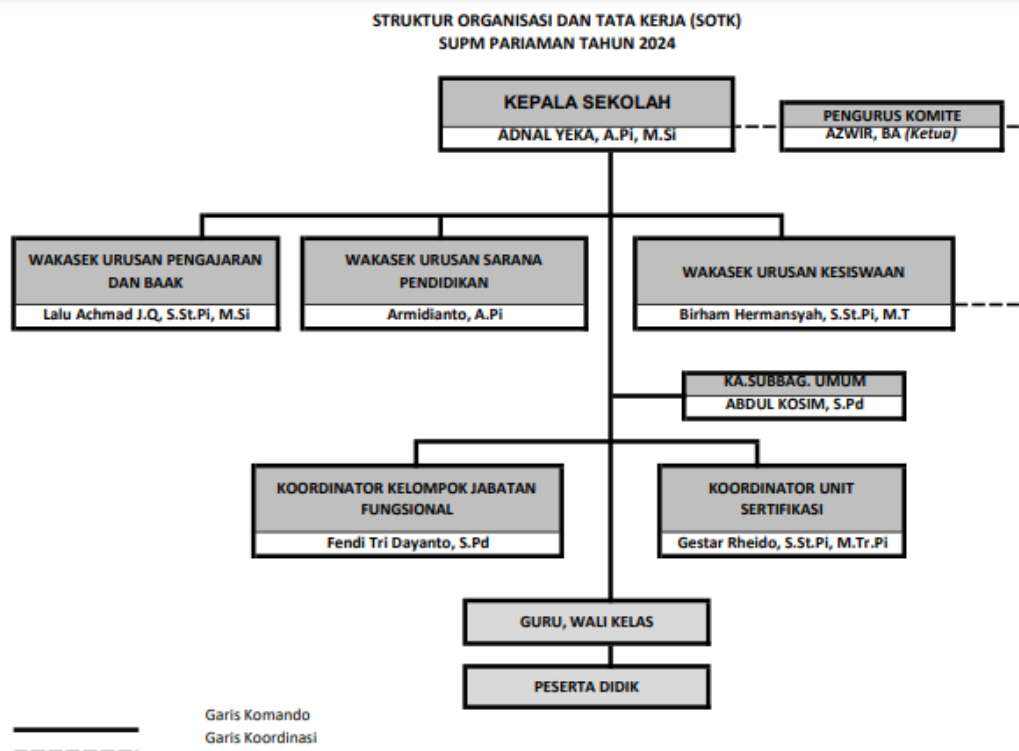 STRUKTUR ORGANISASI DAN TATA KERJA (SOTK)
SUPM PARIAMAN TAHUN 2024
KEPALA SEKOLAH
ADNAL YEKA, A.Pi, M.Si
PENGURUS KOMITE
AZWIR, BA (Ketua)
WAKASEK URUSAN PENGAJARAN
DAN BAAK
Lalu Achmad J.Q, S.St.Pi, M.Si
WAKASEK URUSAN SARANA
PENDIDIKAN
Armidianto, A.Pi
WAKASEK URUSAN KESISWAAN
Birham Hermansyah, S.St.Pi, M.T
KA.SUBBAG. UMUM
ABDUL KOSIM, S.Pd
KOORDINATOR KELOMPOK JABATAN
FUNGSIONAL
Fendi Tri Dayanto, S.Pd
KOORDINATOR UNIT
SERTIFIKASI
Gestar Rheido, S.St.Pi, M.Tr.Pi
GURU, WALI KELAS
PESERTA DIDIK
Garis Komando
Garis Koordinasi